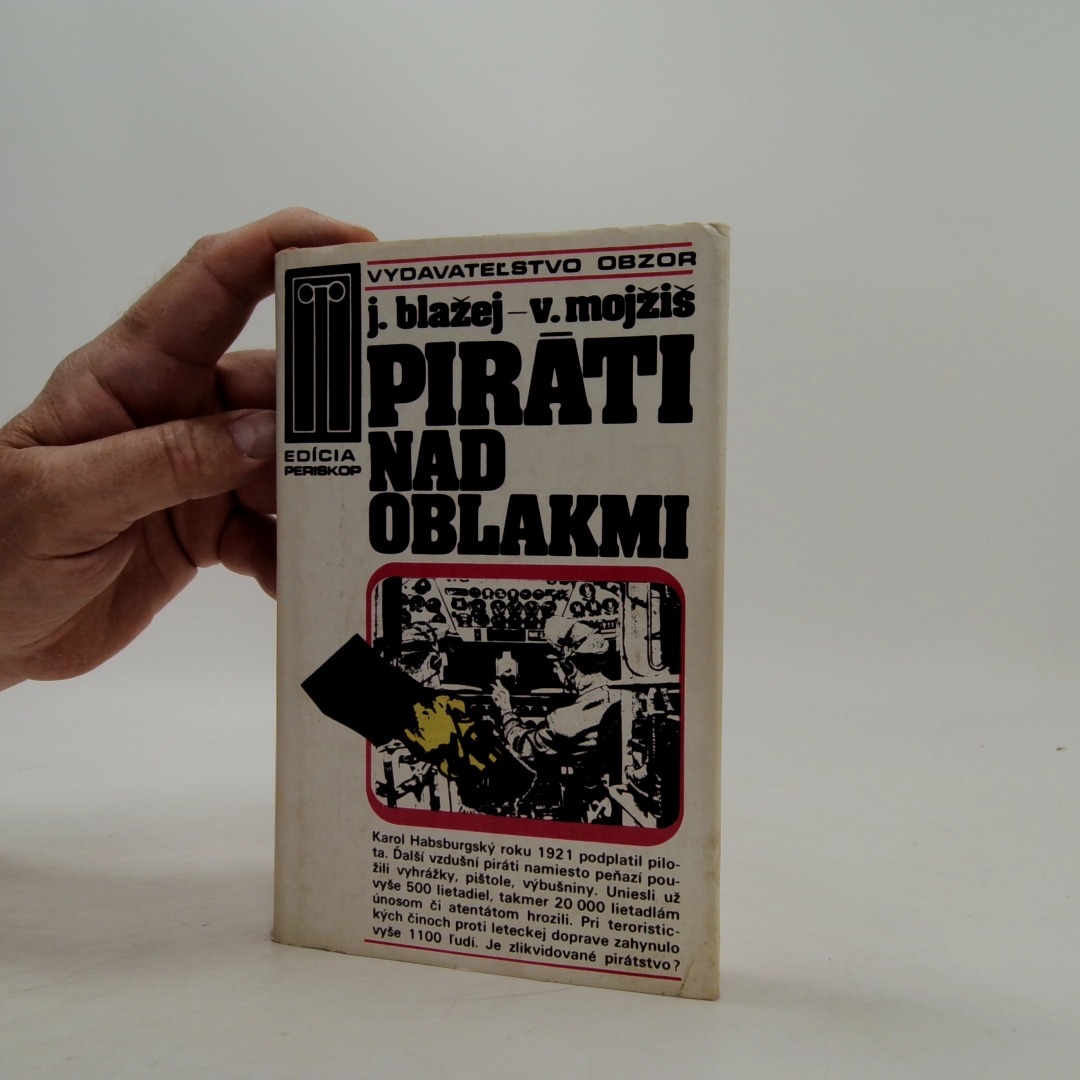 VYDAVATEĽSTVO OBZOR
j. blažej – v. mojžiš
PIRÁTI
NAD
OBLAKMI
EDÍCIA
PERISKOP
Karol Habsburgský roku 1921 podplatil pilo-
ta. Ďalší vzdušní piráti namiesto peňazí pou-
žili vyhrážky, pištole, výbušniny. Uniesli už
vyše 500 lietadiel, takmer 20 000 lietadlám
únosom či atentátom hrozili. Pri teroristic-
kých činoch proti leteckej doprave zahynulo
vyše 1100 ľudí. Je zlikvidované pirátstvo?